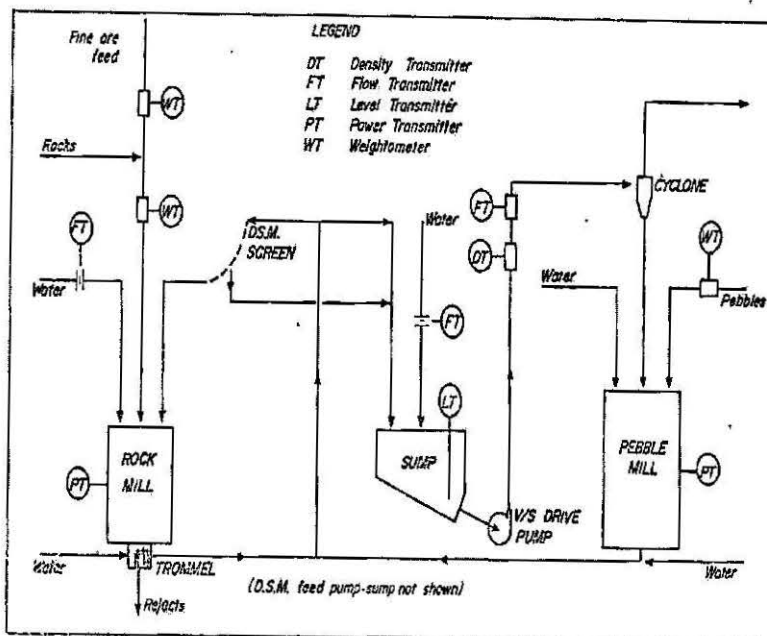 Fine ore
feed
LEGEND
DT Density Transmitter
FT Flow Transmitter
LT Level Transmitter
PT Power Transmitter
WT Weightometer
WT
Rocks
WT
FT
Water
D.S.M.
SCREEN
Water
FT
DT
CYCLONE
WT
Water
Pebbles
FT
LT
ROCK
MILL
PT
SUMP
PEBBLE
MILL
PT
V/S DRIVE
PUMP
Water
TROMMEL
Rejects
(D.S.M. feed pump-sump not shown)
Water